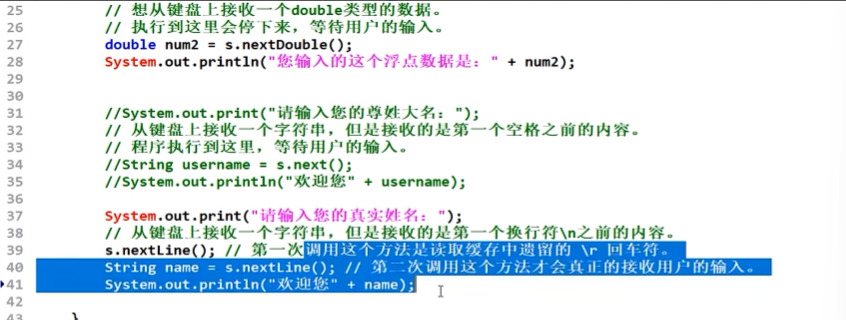 25 // 想从键盘上接收一个double类型的数据。
26 // 执行到这里会停下来，等待用户的输入。
27 double num2 = s.nextDouble();
28 System.out.println("您输入的这个浮点数据是：" + num2);
29
30
31 //System.out.print("请输入您的尊姓大名：");
32 // 从键盘上接收一个字符串，但是接收的是第一个空格之前的内容。
33 // 程序执行到这里，等待用户的输入。
34 //String username = s.next();
35 //System.out.println("欢迎您" + username);
36
37 System.out.print("请输入您的真实姓名：");
38 // 从键盘上接收一个字符串，但是接收的是第一个换行符\n之前的内容。
39 s.nextLine(); // 第一次调用这个方法是读取缓存中遗留的 \r 回车符。
40 String name = s.nextLine(); // 第二次调用这个方法才会真正的接收用户的输入。
41 System.out.println("欢迎您" + name);
42
43 }